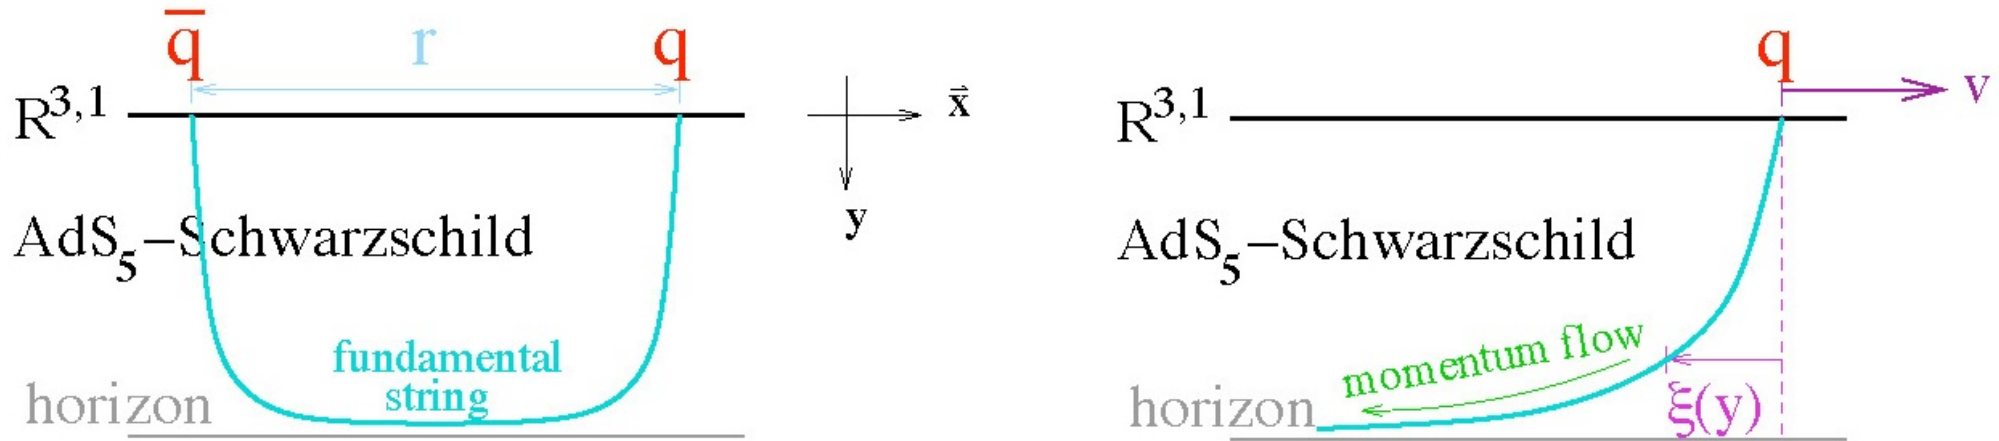 q̅ r q
R³,¹
x⃗
y
AdS₅–Schwarzschild
fundamental
string
horizon
q
v
R³,¹
AdS₅–Schwarzschild
momentum flow
ξ(y)
horizon